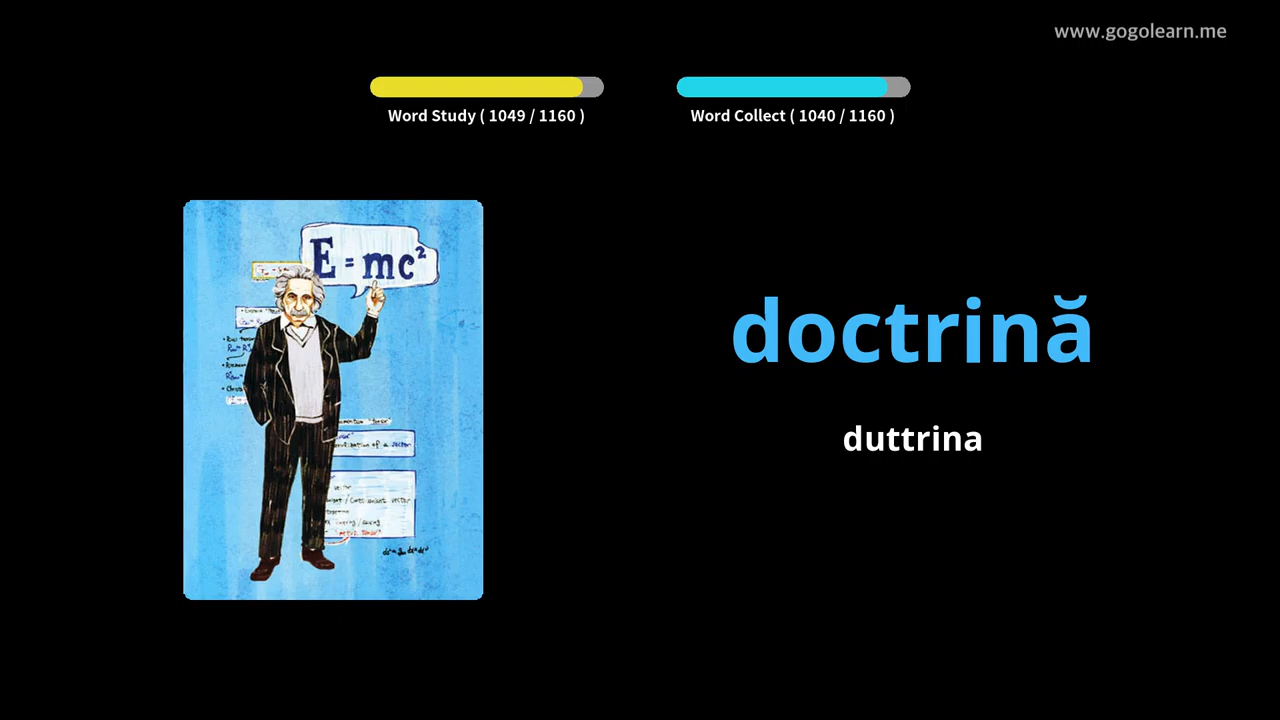 www.gogolearn.me
Word Study ( 1049 / 1160 )
Word Collect ( 1040 / 1160 )
E = mc²
doctrină
duttrina